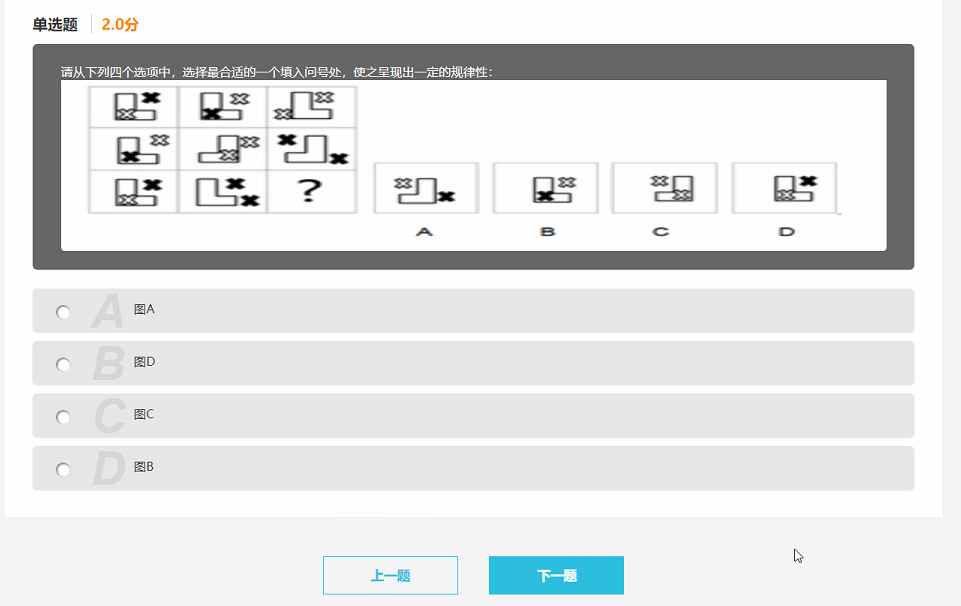 单选题 2.0分
请从下列四个选项中，选择最合适的一个填入问号处，使之呈现出一定的规律性：
?
A B C D
A 图A
B 图D
C 图C
D 图B
上一题 下一题